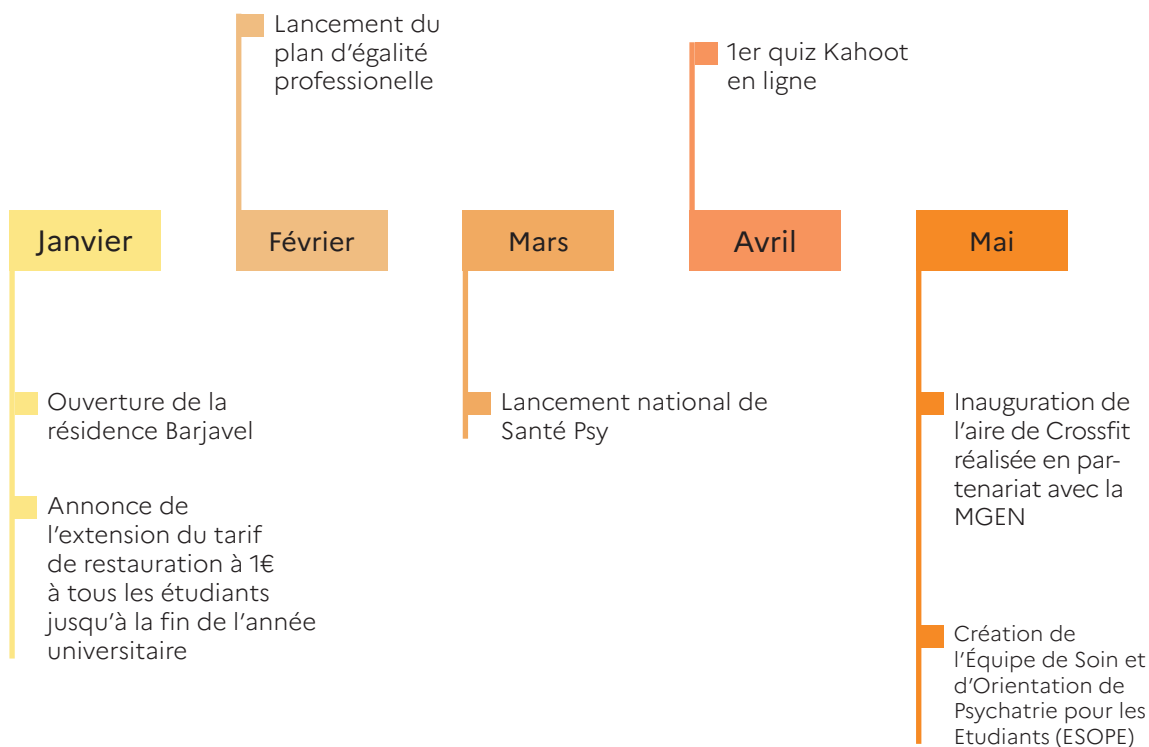 Lancement du
plan d'égalité
professionelle
1er quiz Kahoot
en ligne
Janvier
Février
Mars
Avril
Mai
Ouverture de la
résidence Barjavel
Annonce de
l'extension du tarif
de restauration à 1€
à tous les étudiants
jusqu'à la fin de l'année
universitaire
Lancement national de
Santé Psy
Inauguration de
l'aire de Crossfit
réalisée en par-
tenariat avec la
MGEN
Création de
l'Équipe de Soin et
d'Orientation de
Psychatrie pour les
Etudiants (ESOPE)